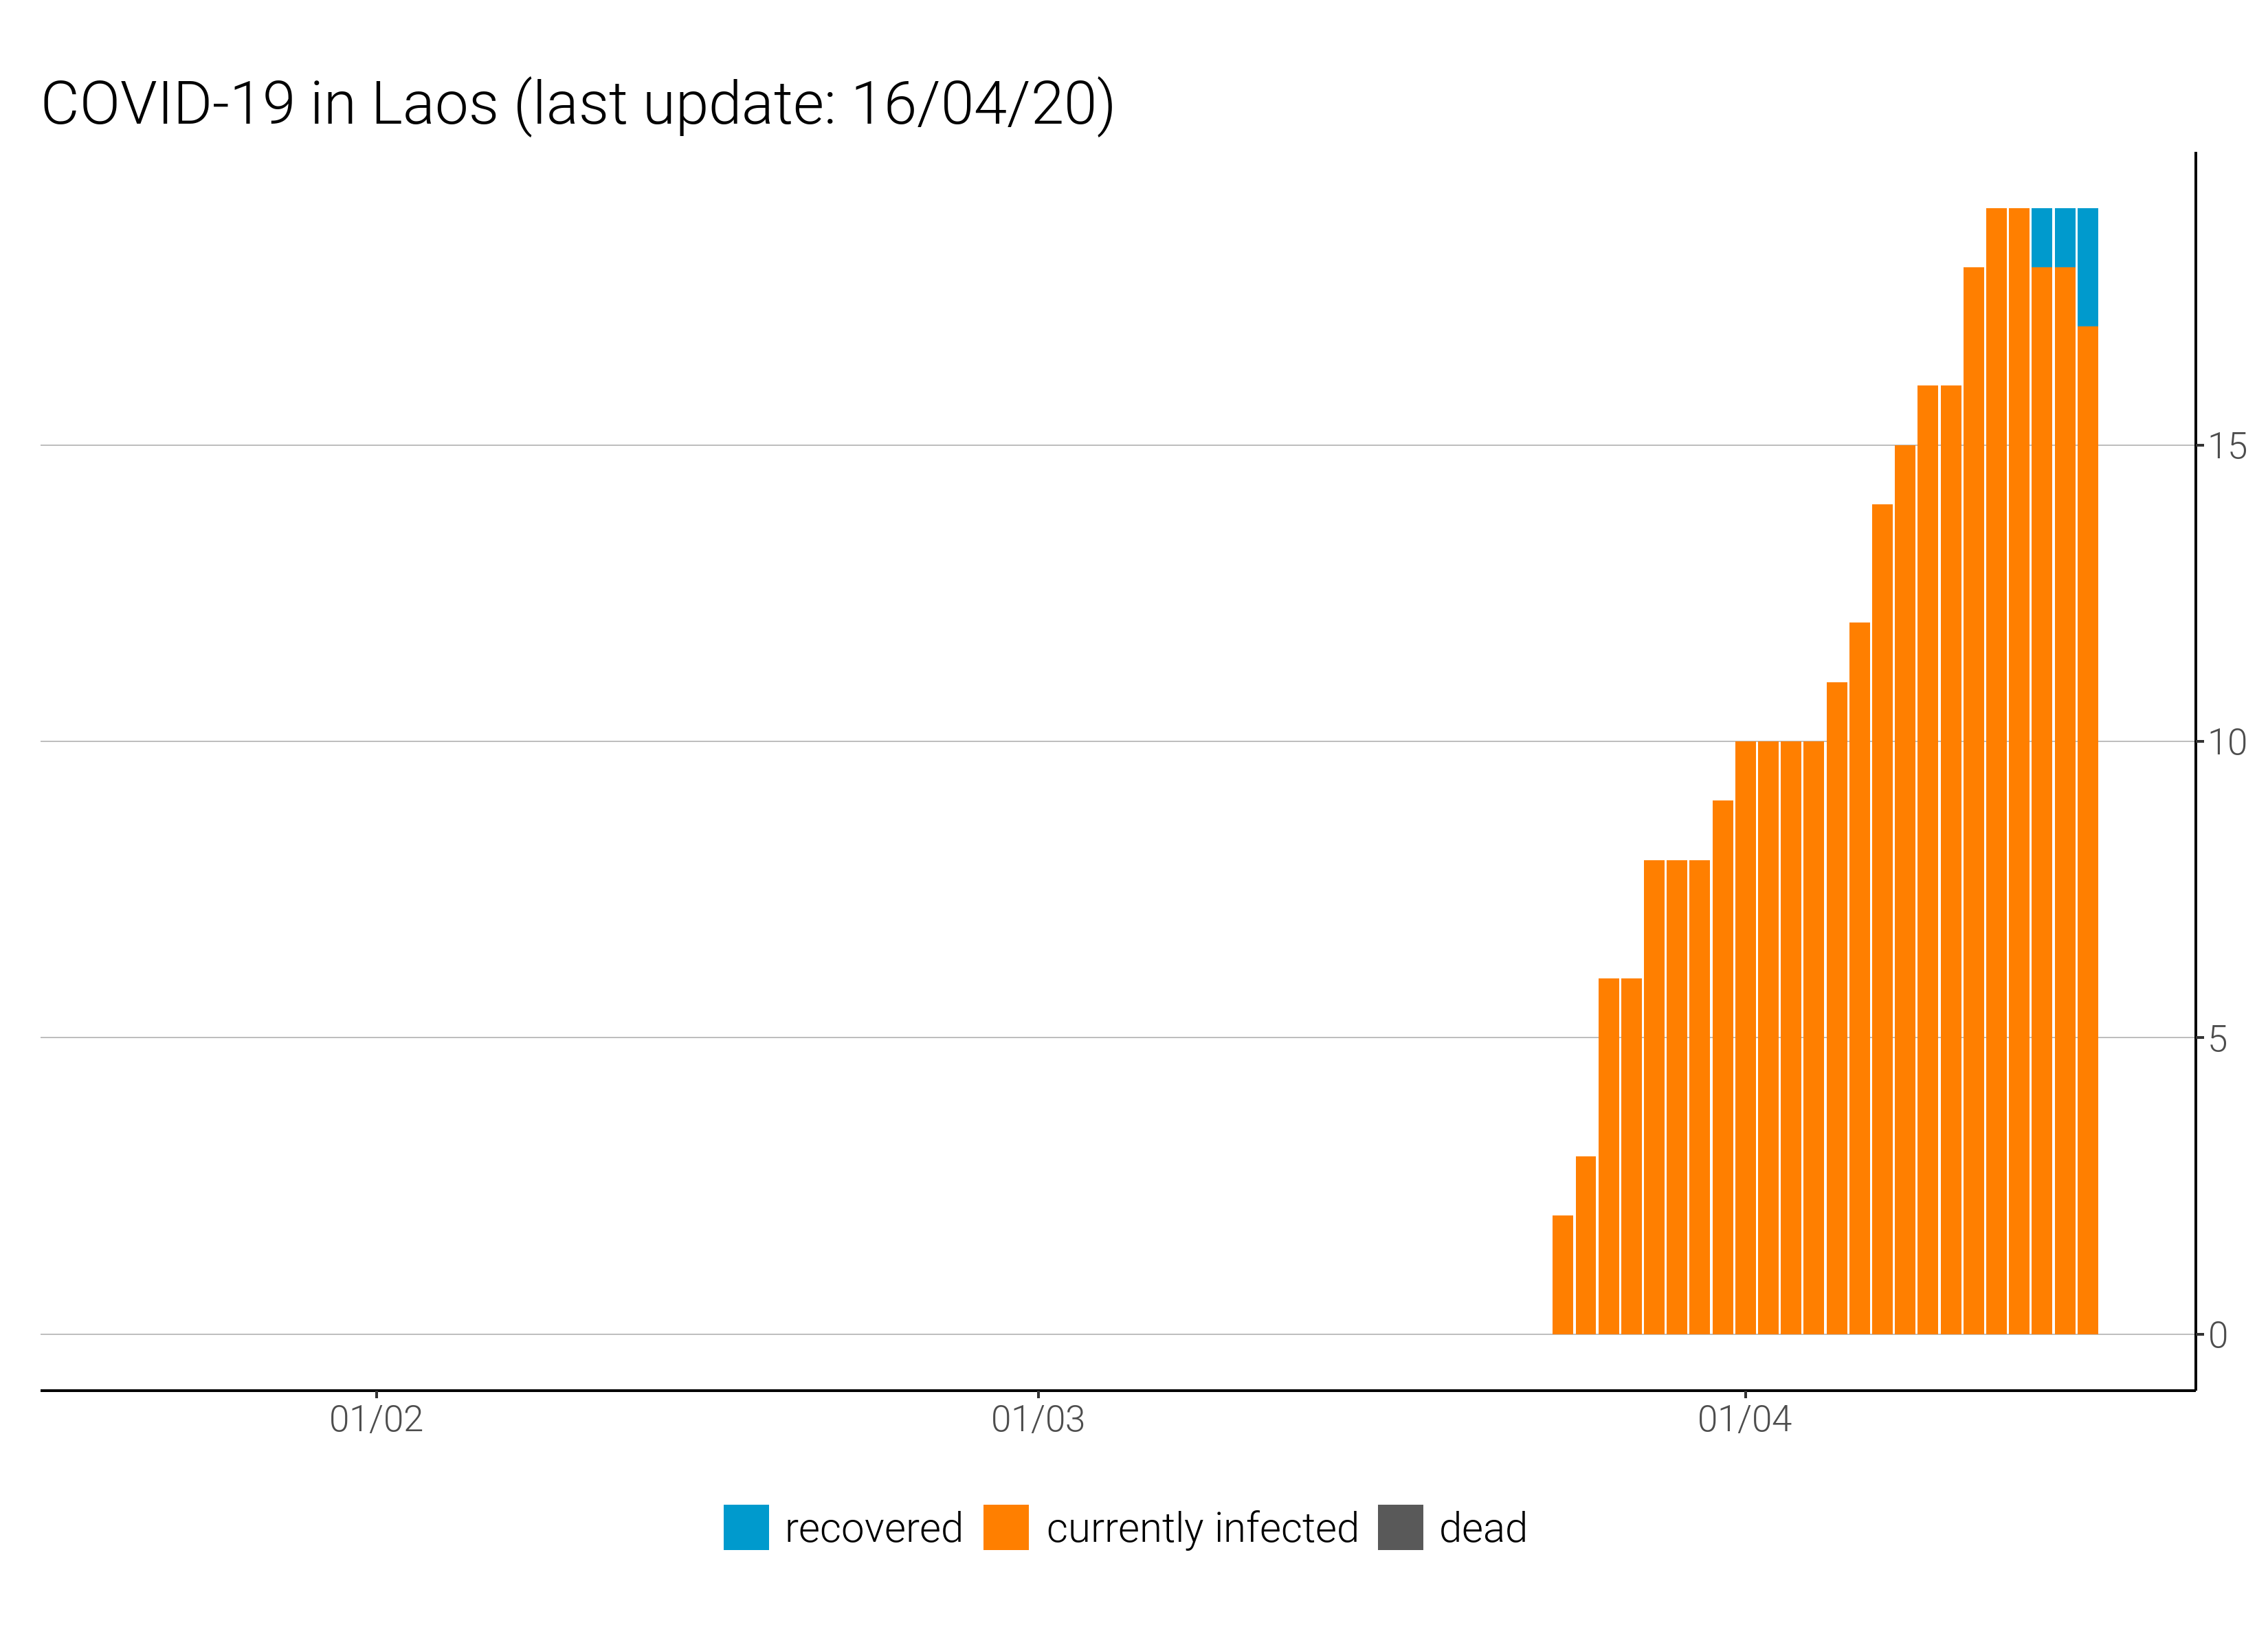 COVID-19 in Laos (last update: 16/04/20)
15
10
5
0
01/02 01/03 01/04
recovered currently infected dead